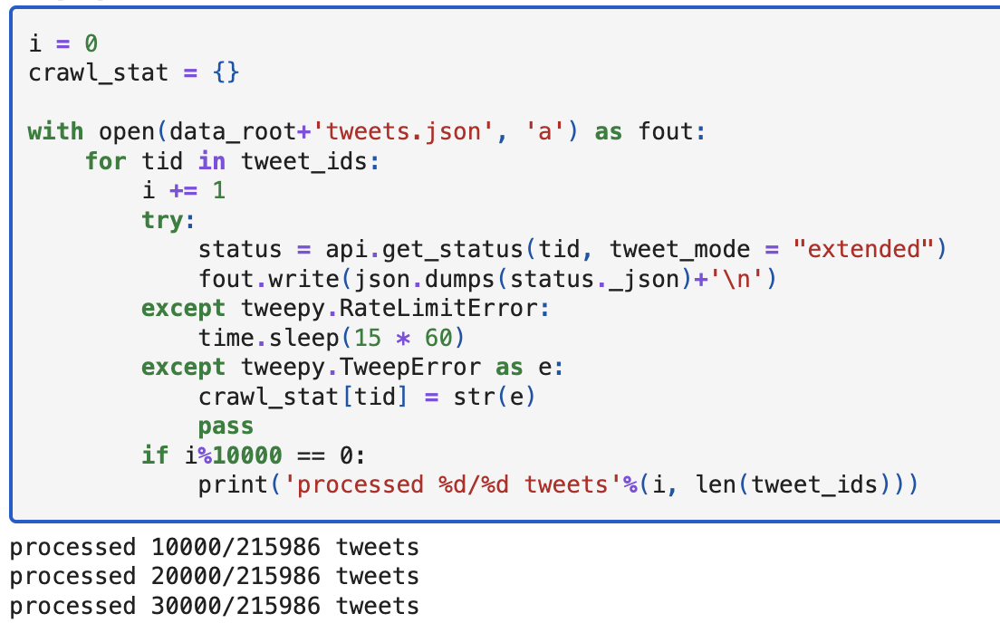 i = 0
crawl_stat = {}

with open(data_root+'tweets.json', 'a') as fout:
    for tid in tweet_ids:
        i += 1
        try:
            status = api.get_status(tid, tweet_mode = "extended")
            fout.write(json.dumps(status._json)+'\n')
        except tweepy.RateLimitError:
            time.sleep(15 * 60)
        except tweepy.TweepError as e:
            crawl_stat[tid] = str(e)
            pass
        if i%10000 == 0:
            print('processed %d/%d tweets'%(i, len(tweet_ids)))
processed 10000/215986 tweets
processed 20000/215986 tweets
processed 30000/215986 tweets